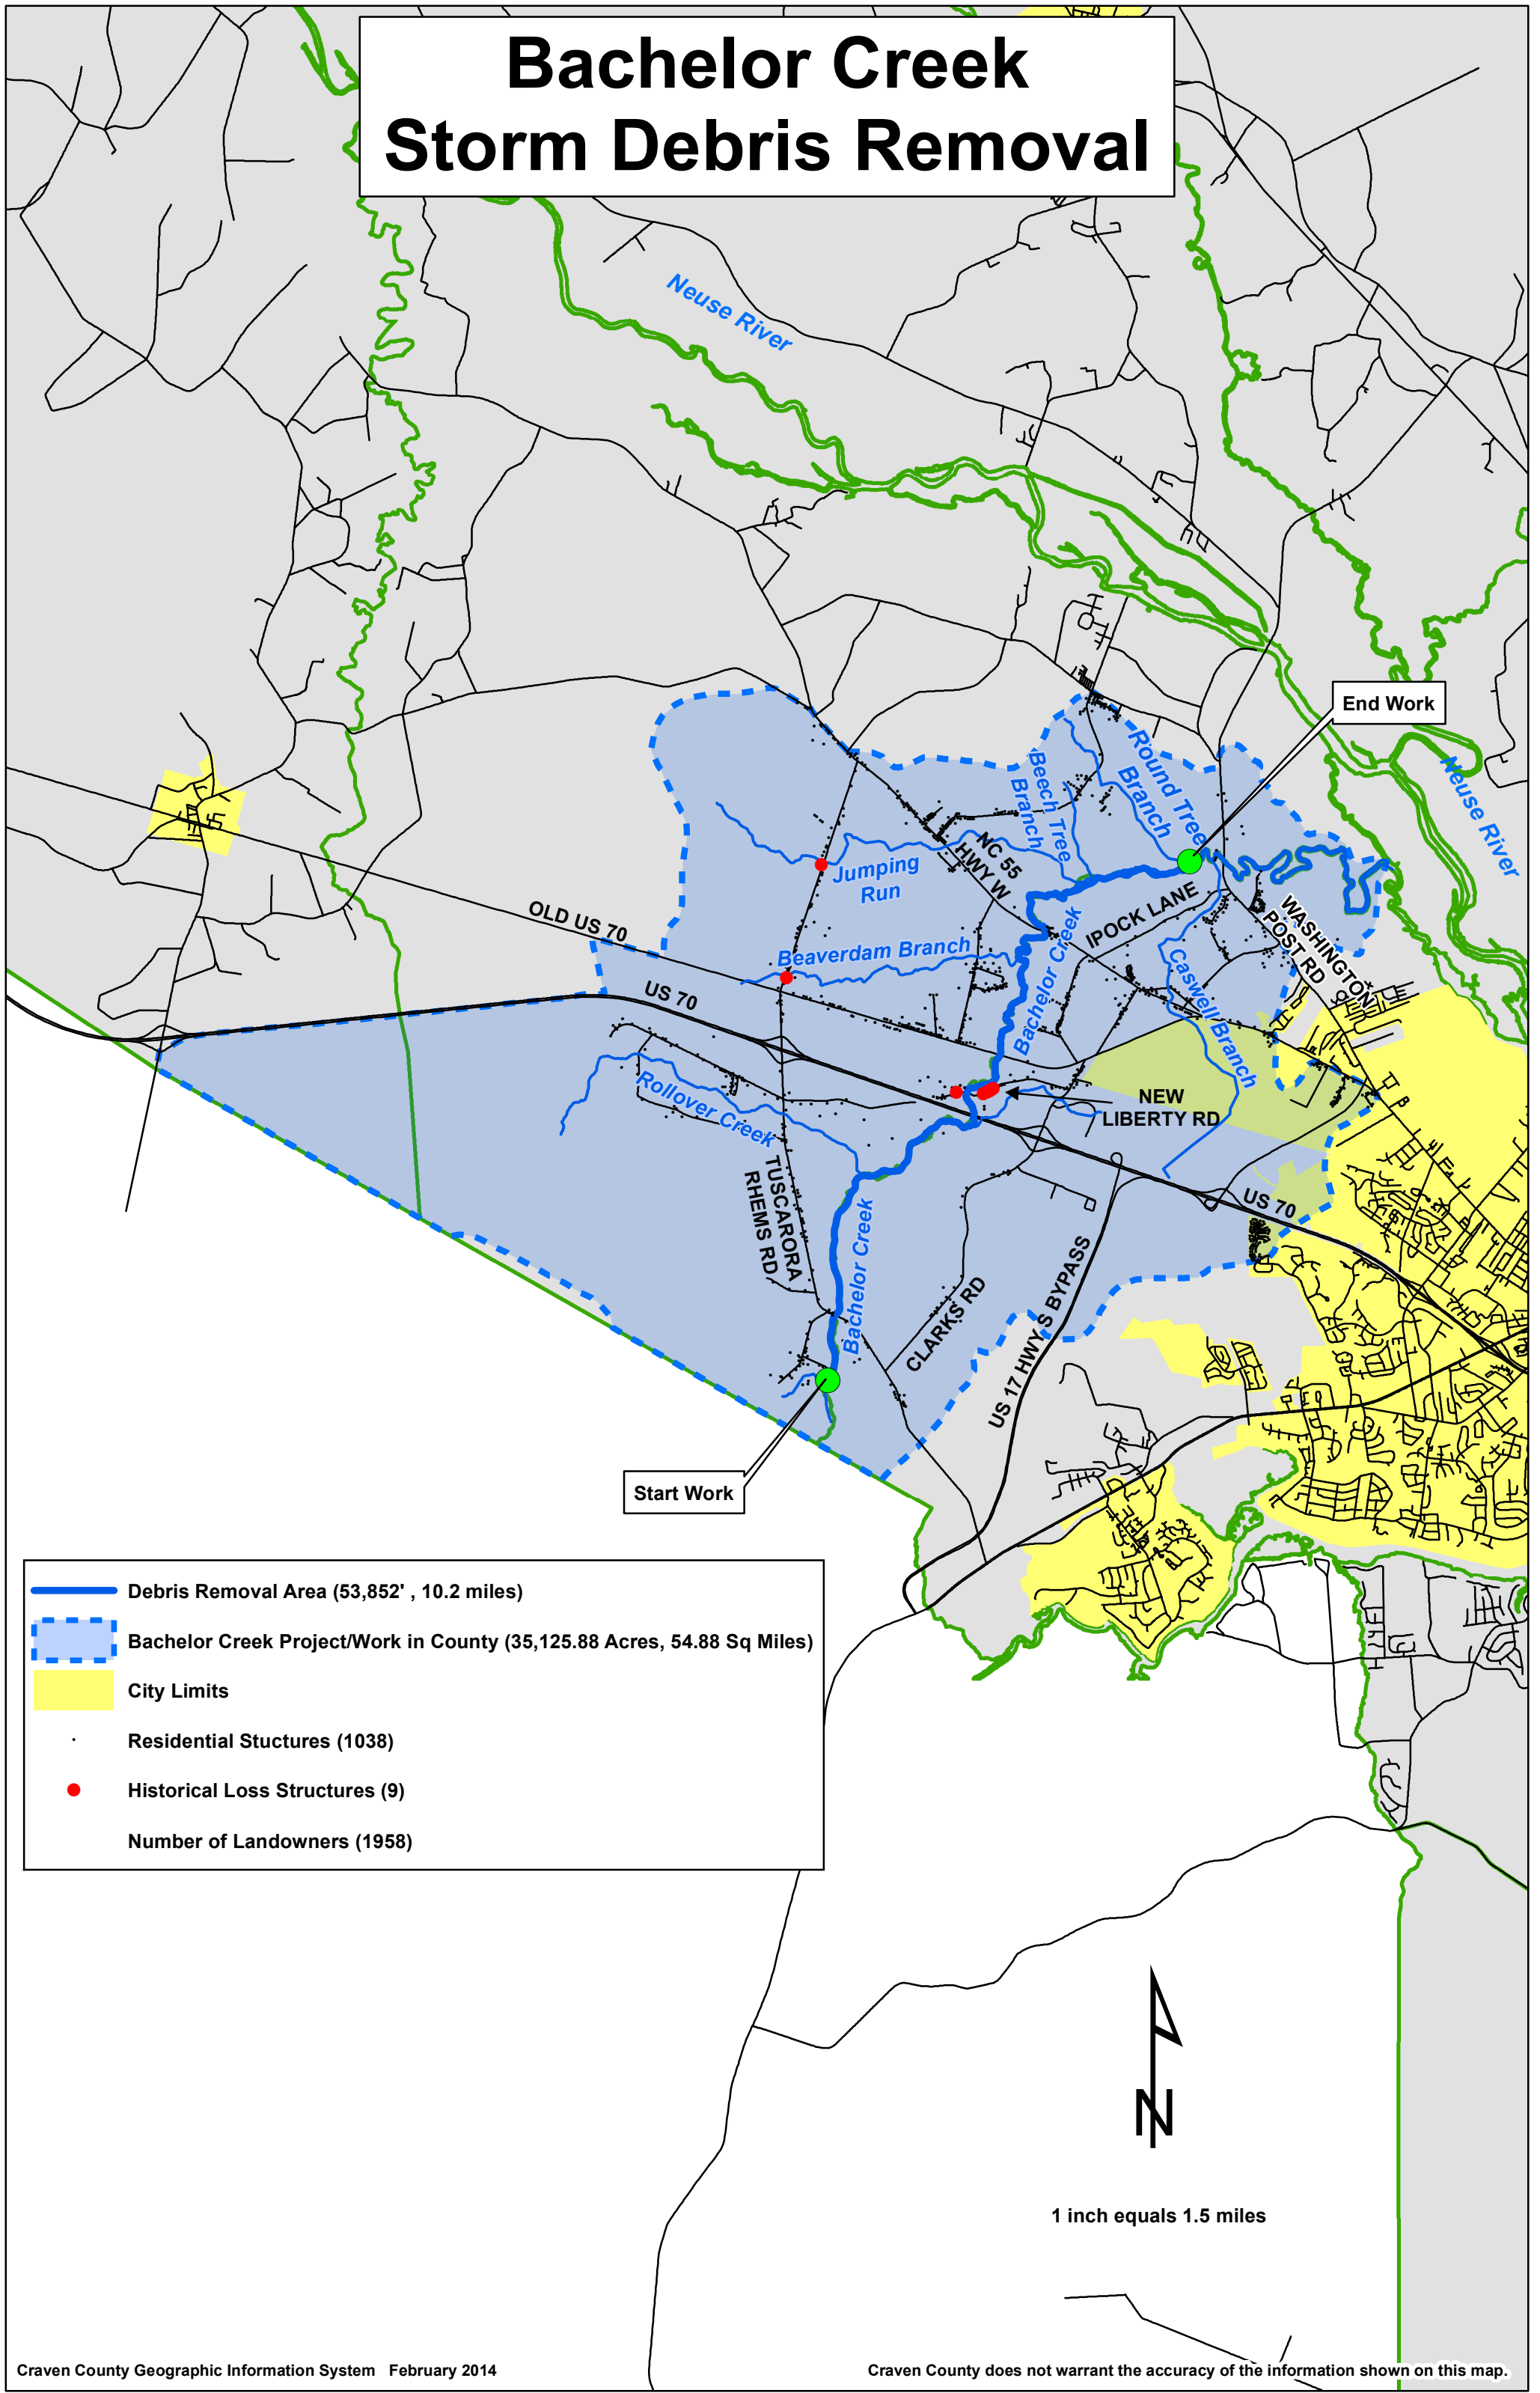 Bachelor Creek
Storm Debris Removal
Neuse River
End Work
Neuse River
Round Tree
Branch
Beech Tree
Branch
NC 55
HWY W
Jumping
Run
IPOCK LANE
WASHINGTON
POST RD
OLD US 70
Beaverdam Branch
Bachelor Creek
Caswell Branch
US 70
Rollover Creek
NEW
LIBERTY RD
TUSCARORA
RHEMS RD
US 70
Bachelor Creek
CLARKS RD
US 17 HWY S BYPASS
Start Work
Debris Removal Area (53,852' , 10.2 miles)
Bachelor Creek Project/Work in County (35,125.88 Acres, 54.88 Sq Miles)
City Limits
Residential Stuctures (1038)
Historical Loss Structures (9)
Number of Landowners (1958)
N
1 inch equals 1.5 miles
Craven County Geographic Information System February 2014
Craven County does not warrant the accuracy of the information shown on this map.